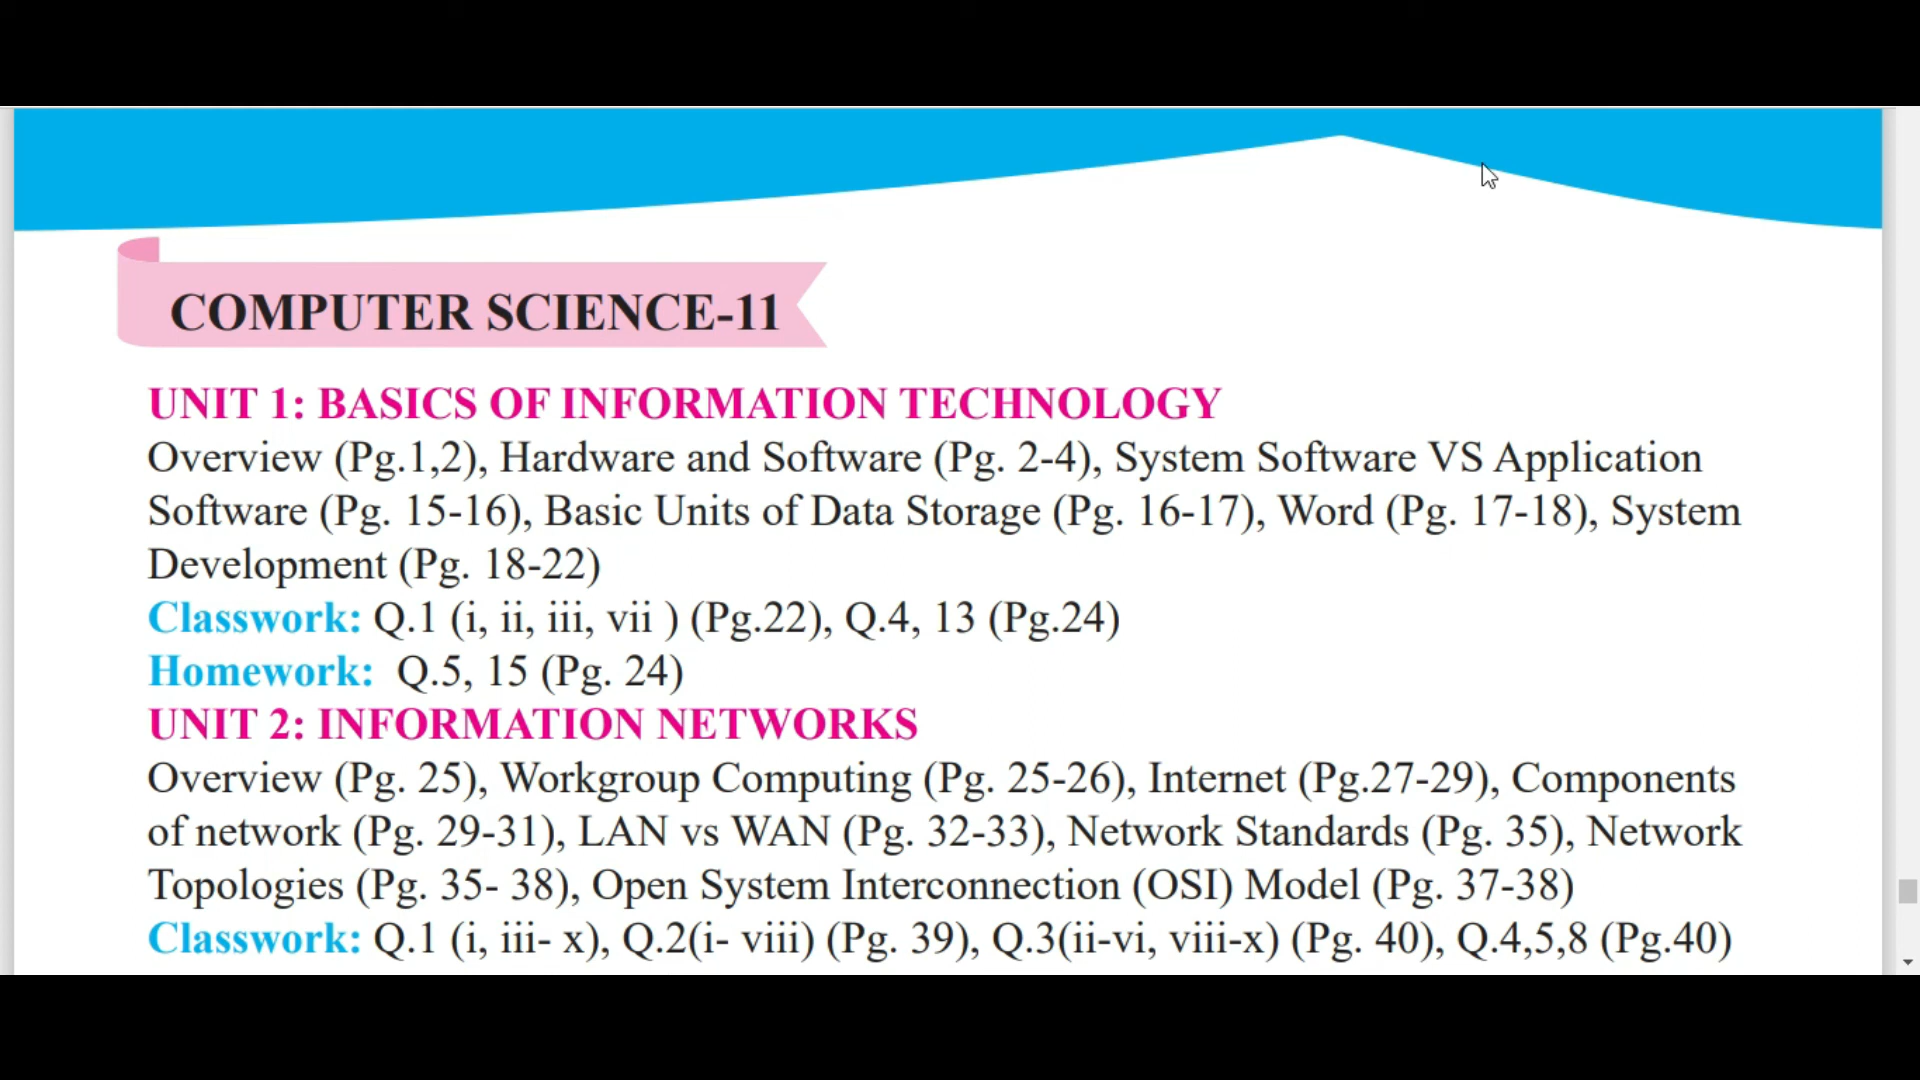 COMPUTER SCIENCE-11
UNIT 1: BASICS OF INFORMATION TECHNOLOGY
Overview (Pg.1,2), Hardware and Software (Pg. 2-4), System Software VS Application
Software (Pg. 15-16), Basic Units of Data Storage (Pg. 16-17), Word (Pg. 17-18), System
Development (Pg. 18-22)
Classwork: Q.1 (i, ii, iii, vii ) (Pg.22), Q.4, 13 (Pg.24)
Homework: Q.5, 15 (Pg. 24)
UNIT 2: INFORMATION NETWORKS
Overview (Pg. 25), Workgroup Computing (Pg. 25-26), Internet (Pg.27-29), Components
of network (Pg. 29-31), LAN vs WAN (Pg. 32-33), Network Standards (Pg. 35), Network
Topologies (Pg. 35- 38), Open System Interconnection (OSI) Model (Pg. 37-38)
Classwork: Q.1 (i, iii- x), Q.2(i- viii) (Pg. 39), Q.3(ii-vi, viii-x) (Pg. 40), Q.4,5,8 (Pg.40)